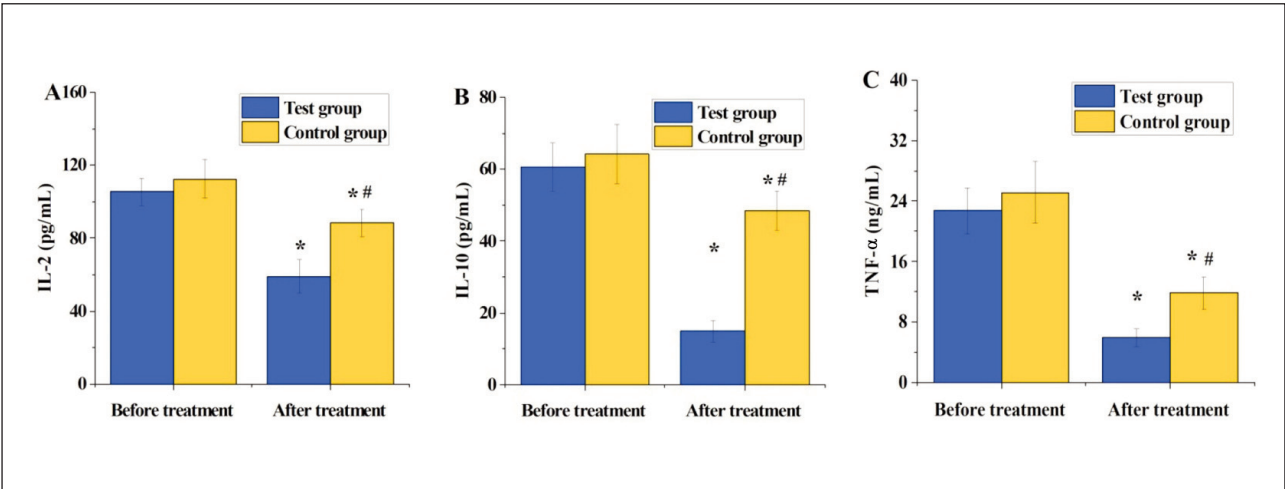 A
160
120
80
40
0
IL-2 (pg/mL)
Test group
Control group
*
* #
Before treatment
After treatment
B
80
60
40
20
0
IL-10 (pg/mL)
Test group
Control group
*
* #
Before treatment
After treatment
C
40
32
24
16
8
0
TNF-α (ng/mL)
Test group
Control group
*
* #
Before treatment
After treatment